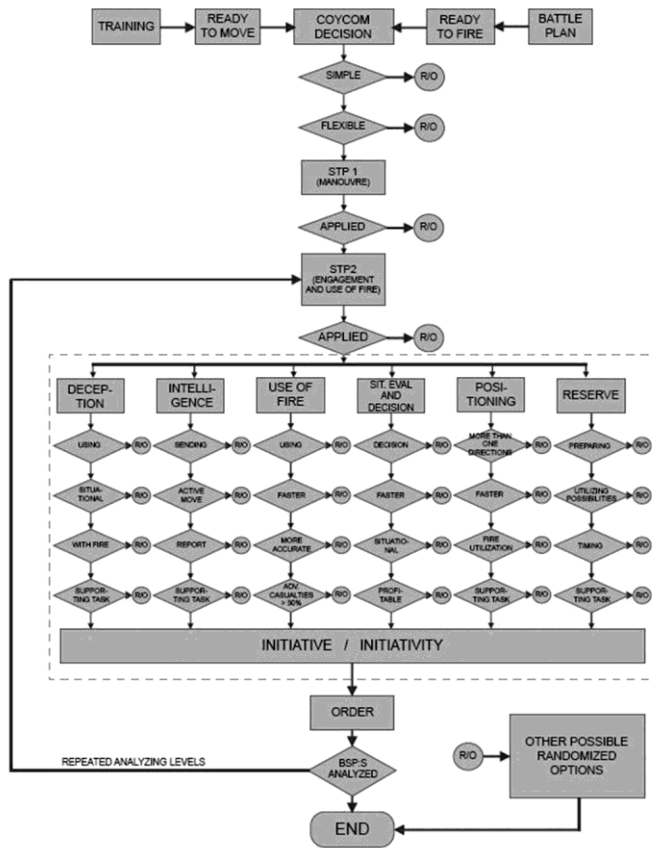 TRAINING
READY
TO MOVE
COYCOM
DECISION
READY
TO FIRE
BATTLE
PLAN
SIMPLE
R/O
FLEXIBLE
R/O
STP 1
(MANOUVRE)
APPLIED
R/O
STP2
(ENGAGEMENT
AND USE OF FIRE)
APPLIED
R/O
DECEP-
TION
INTELLI-
GENCE
USE OF
FIRE
SIT. EVAL
AND
DECISION
POSI-
TIONING
RESERVE
USING
R/O
SENDING
R/O
USING
R/O
DECISION
R/O
MORE THAN
ONE
DIRECTIONS
R/O
PREPARING
R/O
SITUA-
TIONAL
R/O
ACTIVE
MOVE
R/O
FASTER
R/O
FASTER
R/O
FASTER
R/O
UTILIZING
POSSIBILITIES
R/O
WITH FIRE
R/O
REPORT
R/O
MORE
ACCURATE
R/O
SITUATIO-
NAL
R/O
FIRE
UTILIZATION
R/O
TIMING
R/O
SUPPOR-
TING TASK
R/O
SUPPOR-
TING TASK
R/O
ADV.
CASUALTIES
> 30%
R/O
PROFI-
TABLE
R/O
SUPPOR-
TING TASK
R/O
SUPPOR-
TING TASK
R/O
INITIATIVE / INITIATIVITY
ORDER
REPEATED ANALYZING LEVELS
BSP:S
ANALYZED
R/O
OTHER POSSIBLE
RANDOMIZED
OPTIONS
END